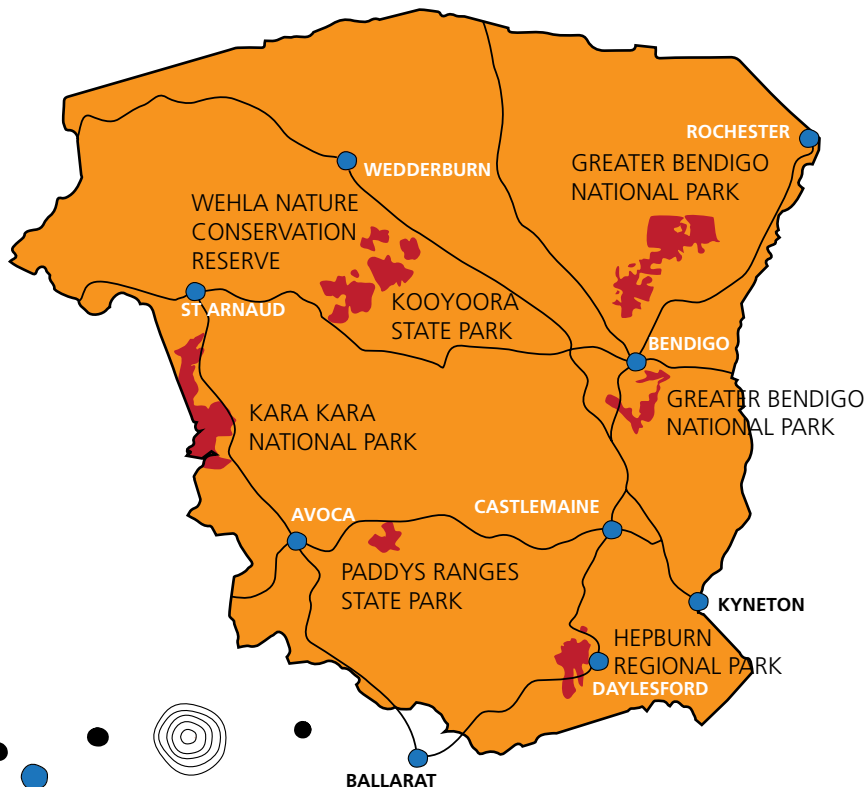 ROCHESTER
WEDDERBURN
GREATER BENDIGO
NATIONAL PARK
WEHLA NATURE
CONSERVATION
RESERVE
ST ARNAUD
KOOYOORA
STATE PARK
BENDIGO
GREATER BENDIGO
NATIONAL PARK
KARA KARA
NATIONAL PARK
AVOCA
CASTLEMAINE
PADDYS RANGES
STATE PARK
KYNETON
HEPBURN
REGIONAL PARK
DAYLESFORD
BALLARAT